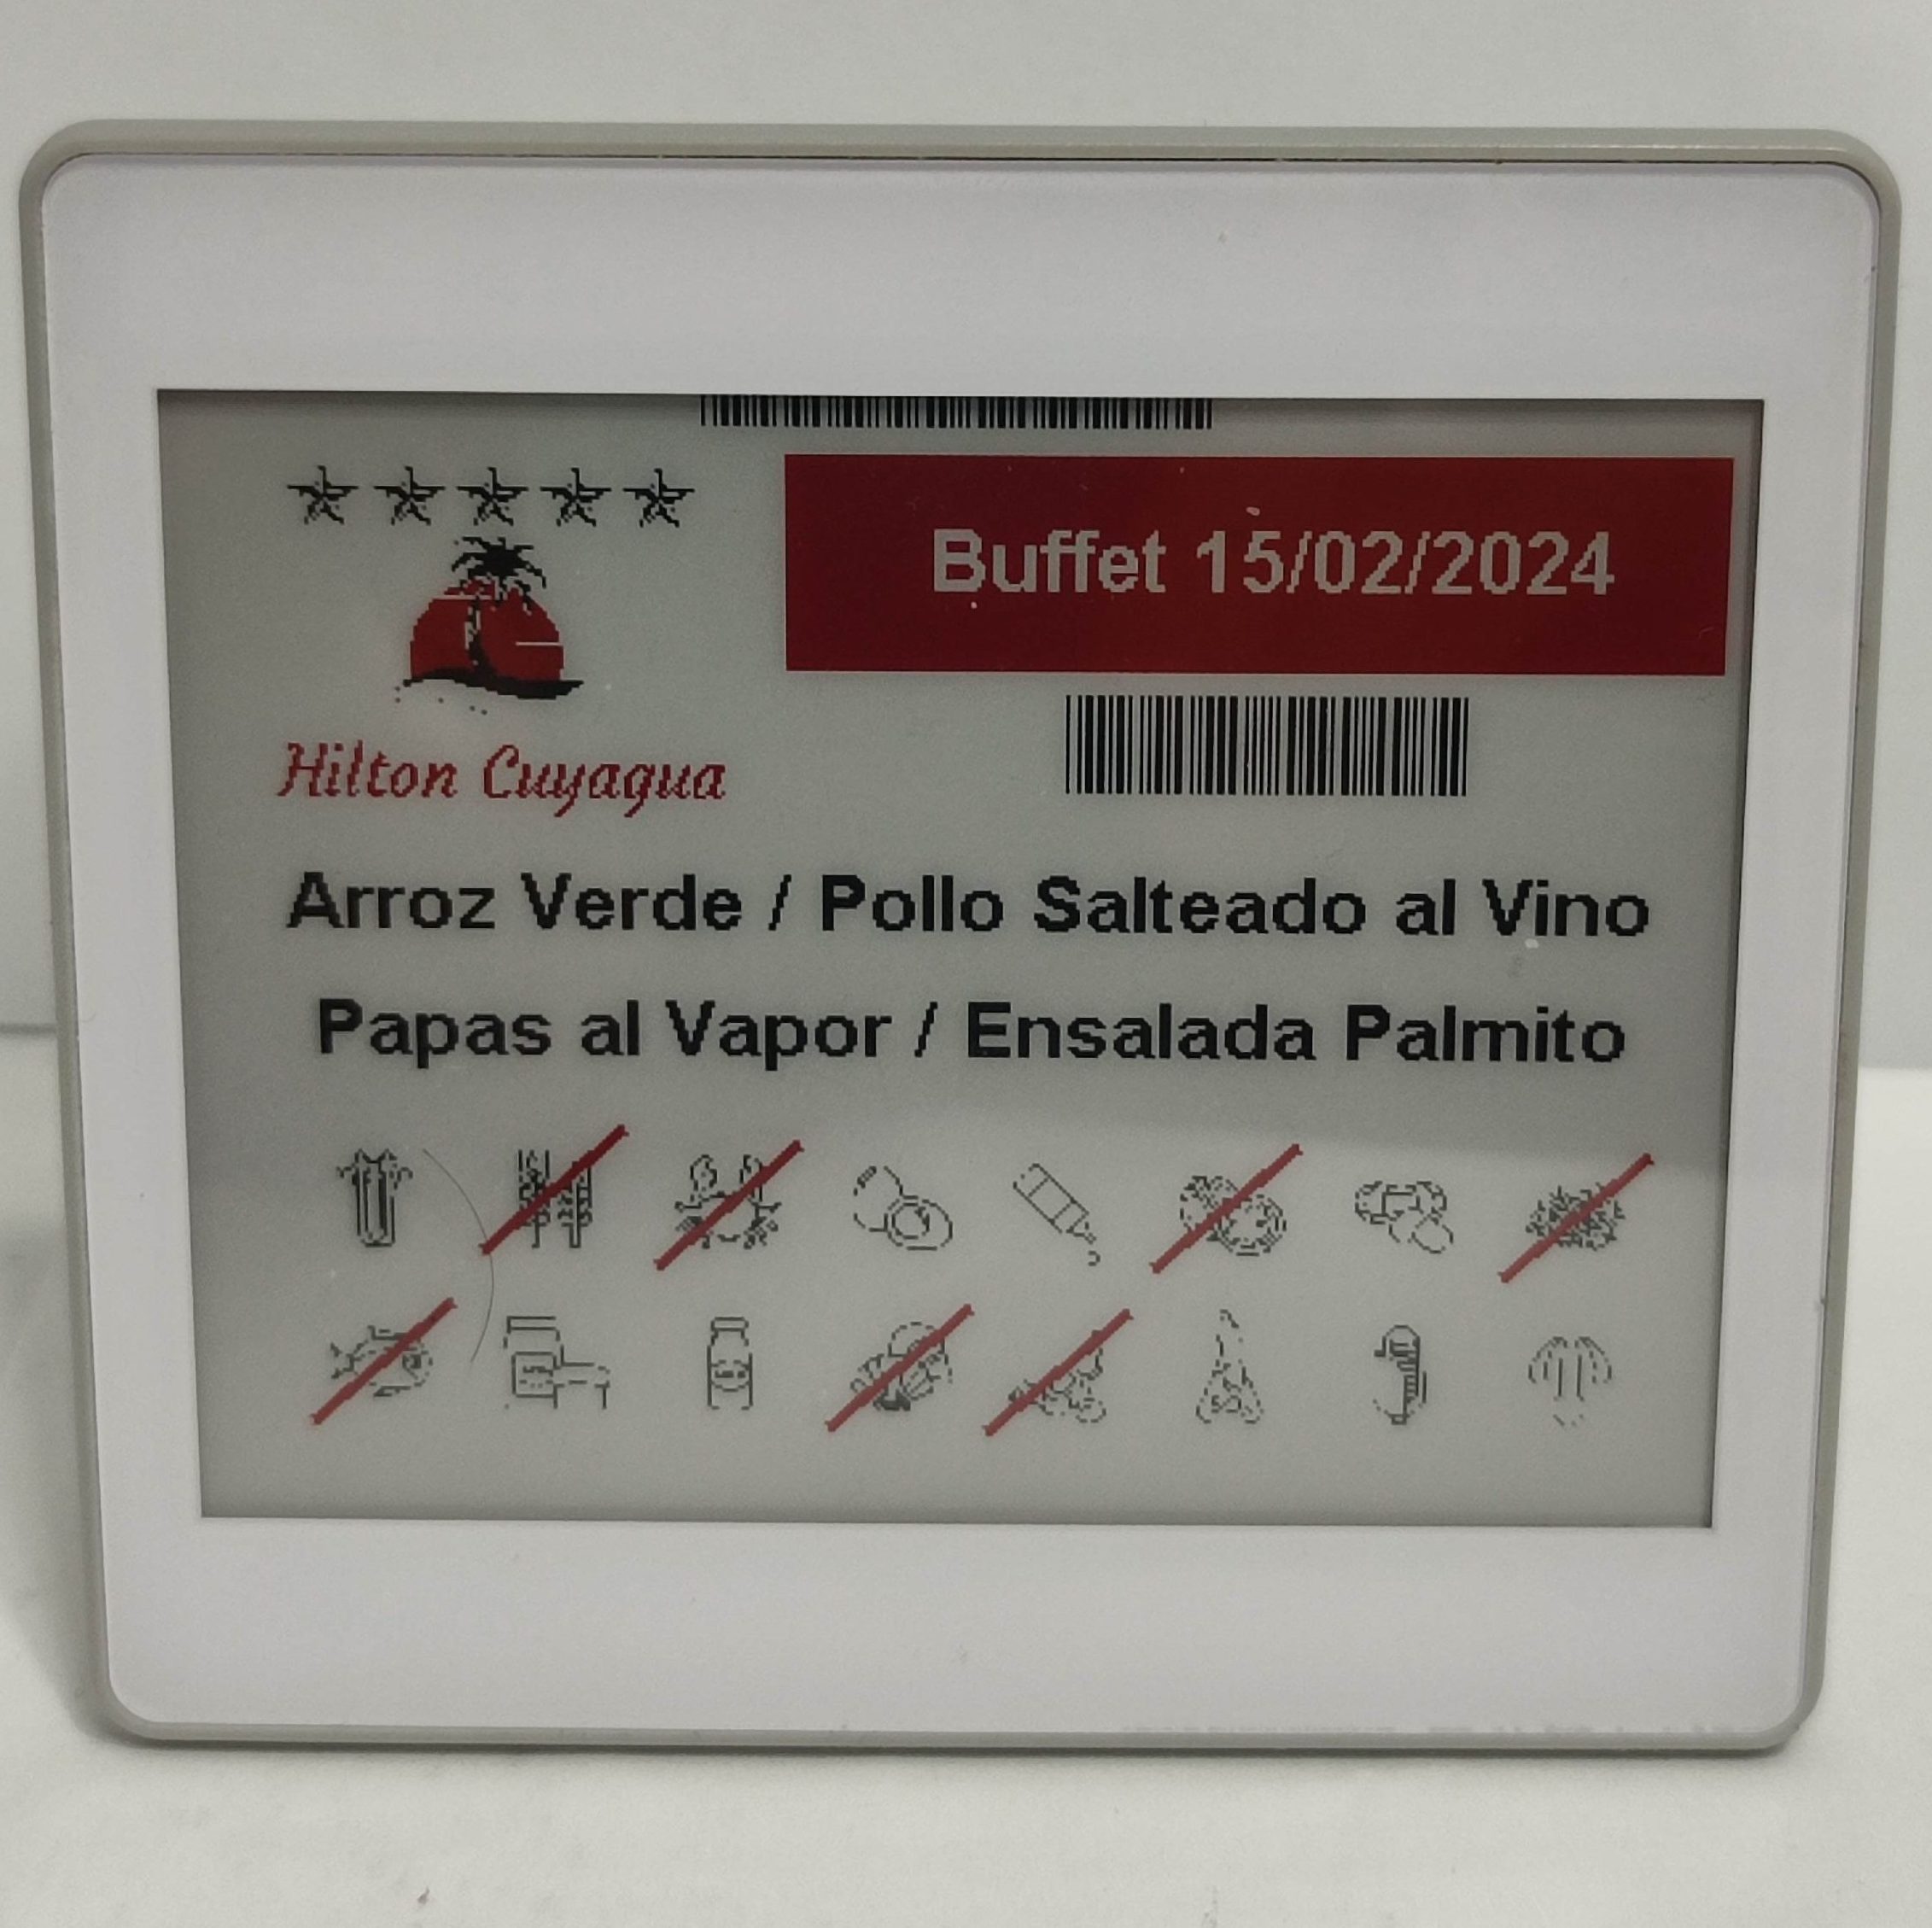 Buffet 15/02/2024
Hilton Cuyagua
Arroz Verde / Pollo Salteado al Vino
Papas al Vapor / Ensalada Palmito